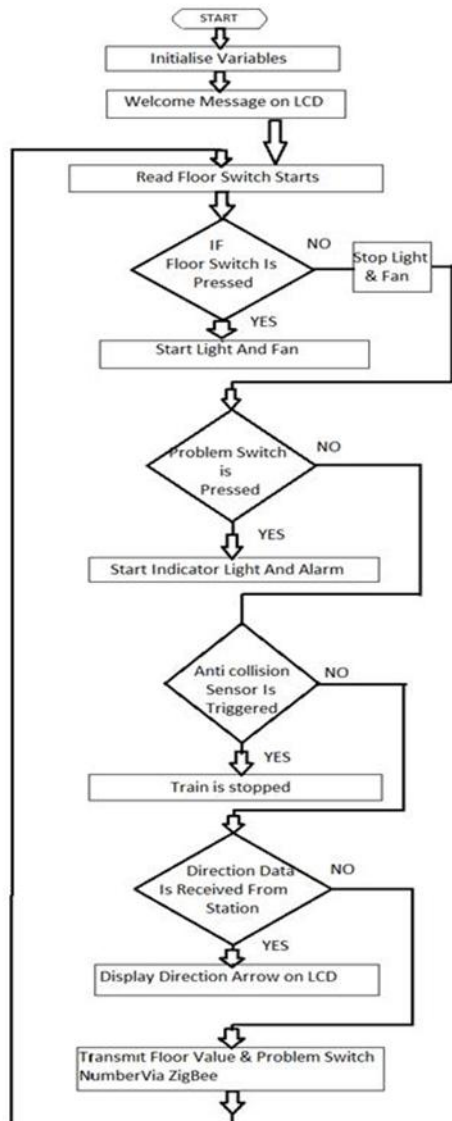 START
Initialise Variables
Welcome Message on LCD
Read Floor Switch Starts
IF
Floor Switch Is
Pressed
NO
Stop Light
& Fan
YES
Start Light And Fan
Problem Switch
is
Pressed
NO
YES
Start Indicator Light And Alarm
Anti collision
Sensor Is
Triggered
NO
YES
Train is stopped
Direction Data
Is Received From
Station
NO
YES
Display Direction Arrow on LCD
Transmit Floor Value & Problem Switch
NumberVia ZigBee